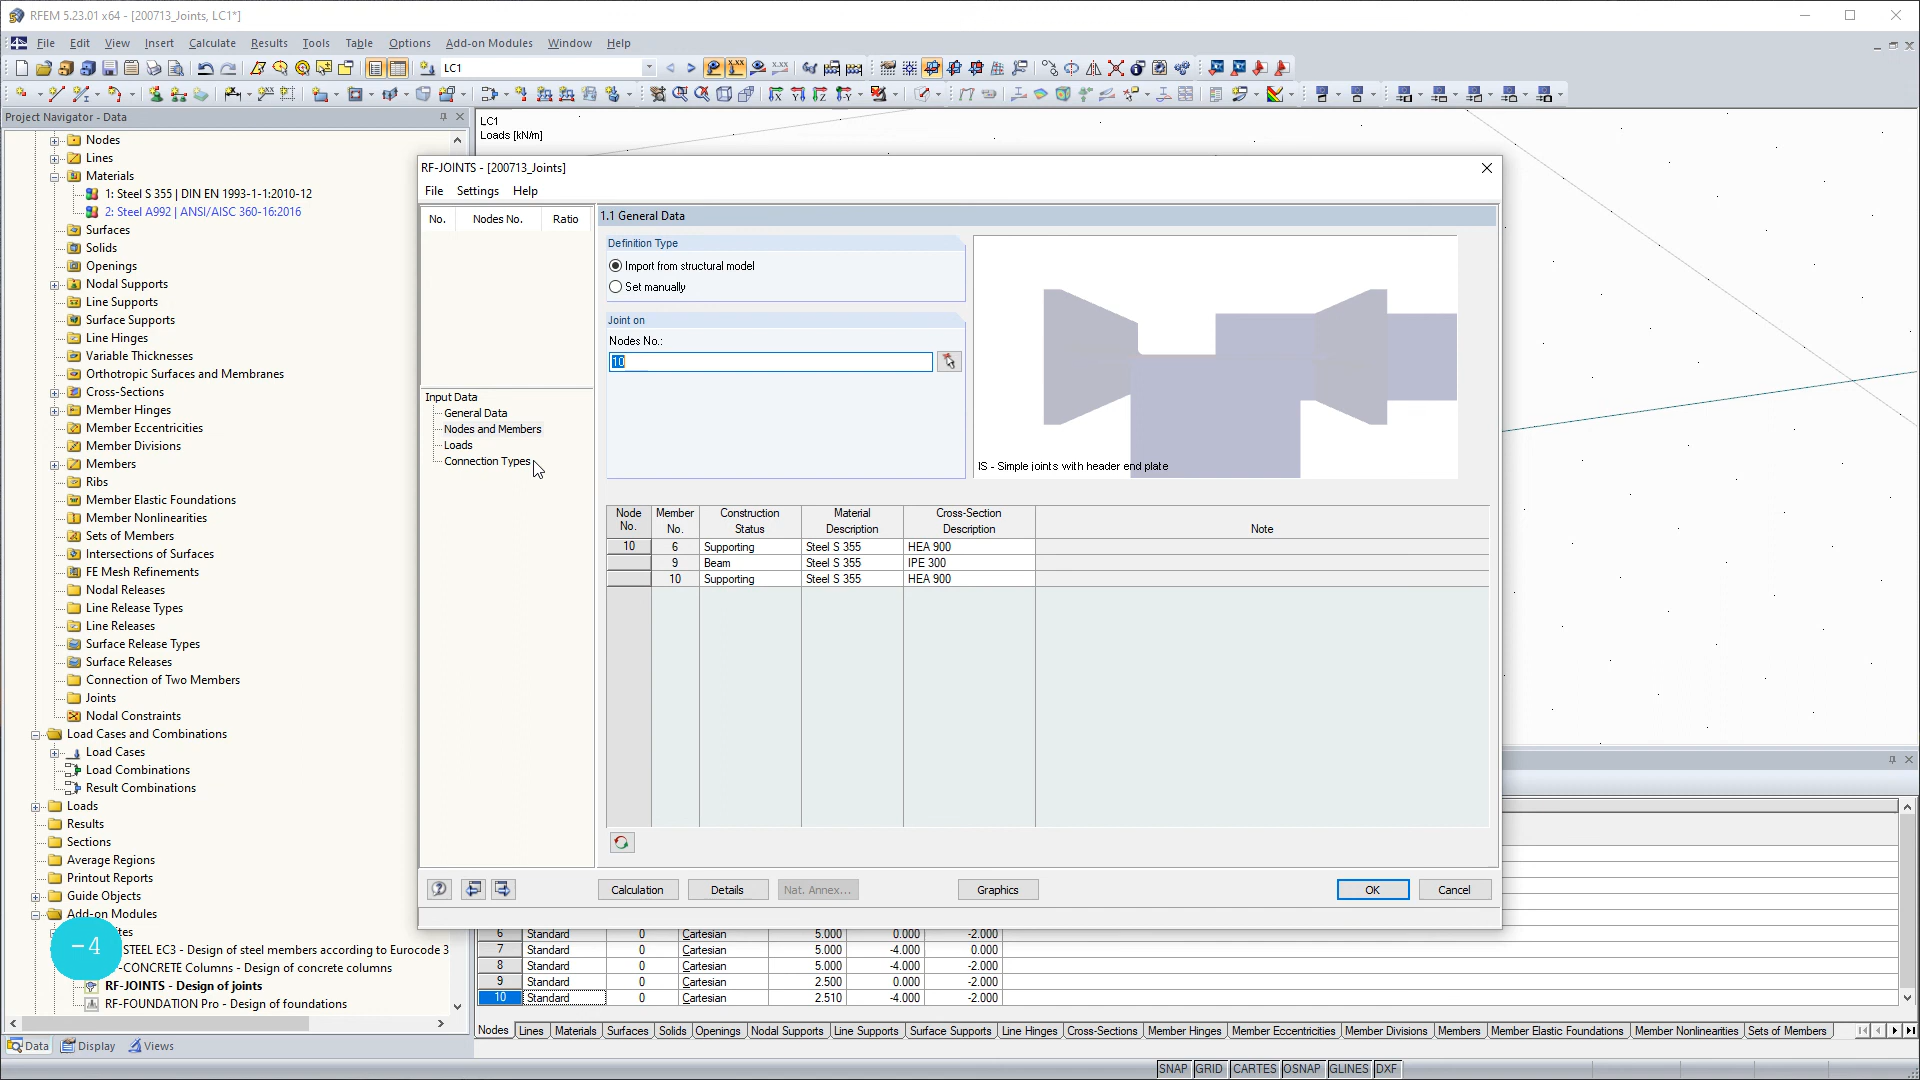 RFEM 5.23.01 x64 - [200713_Joints, LC1*]
File Edit View Insert Calculate Results Tools Table Options Add-on Modules Window Help
LC1
Project Navigator - Data
Nodes
Lines
Materials
1: Steel S 355 | DIN EN 1993-1-1:2010-12
2: Steel A992 | ANSI/AISC 360-16:2016
Surfaces
Solids
Openings
Nodal Supports
Line Supports
Surface Supports
Line Hinges
Variable Thicknesses
Orthotropic Surfaces and Membranes
Cross-Sections
Member Hinges
Member Eccentricities
Member Divisions
Members
Ribs
Member Elastic Foundations
Member Nonlinearities
Sets of Members
Intersections of Surfaces
FE Mesh Refinements
Nodal Releases
Line Release Types
Line Releases
Surface Release Types
Surface Releases
Connection of Two Members
Joints
Nodal Constraints
Load Cases and Combinations
Load Cases
Load Combinations
Result Combinations
Loads
Results
Sections
Average Regions
Printout Reports
Guide Objects
Add-on Modules
-4
STEEL EC3 - Design of steel members according to Eurocode 3
-CONCRETE Columns - Design of concrete columns
RF-JOINTS - Design of joints
RF-FOUNDATION Pro - Design of foundations
Data Display Views
LC1
Loads [kN/m]
RF-JOINTS - [200713_Joints]
File Settings Help
No. Nodes No. Ratio
Input Data
General Data
Nodes and Members
Loads
Connection Types
1.1 General Data
Definition Type
Import from structural model
Set manually
Joint on
Nodes No.:
10
IS - Simple joints with header end plate
Node No. Member No. Construction Status Material Description Cross-Section Description Note
10 6 Supporting Steel S 355 HEA 900
9 Beam Steel S 355 IPE 300
10 Supporting Steel S 355 HEA 900
Calculation Details Nat. Annex... Graphics OK Cancel
6 Standard 0 Cartesian 5.000 0.000 -2.000
7 Standard 0 Cartesian 5.000 -4.000 0.000
8 Standard 0 Cartesian 5.000 -4.000 -2.000
9 Standard 0 Cartesian 2.500 0.000 -2.000
10 Standard 0 Cartesian 2.510 -4.000 -2.000
Nodes Lines Materials Surfaces Solids Openings Nodal Supports Line Supports Surface Supports Line Hinges Cross-Sections Member Hinges Member Eccentricities Member Divisions Members Member Elastic Foundations Member Nonlinearities Sets of Members
SNAP GRID CARTES OSNAP GLINES DXF